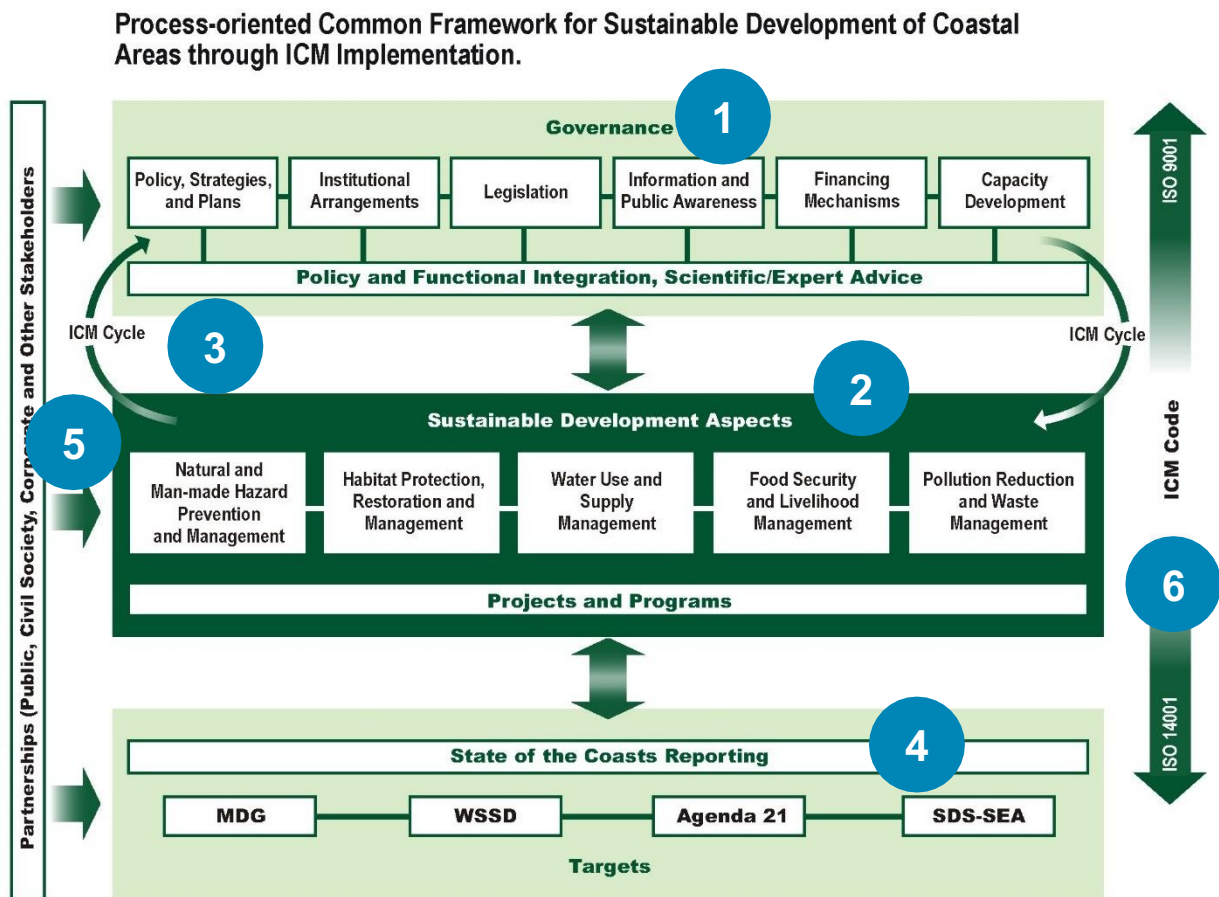 Process-oriented Common Framework for Sustainable Development of Coastal
Areas through ICM Implementation.
Partnerships (Public, Civil Society, Corporate and Other Stakeholders
1
Governance
Policy, Strategies,
and Plans
Institutional
Arrangements
Legislation
Information and
Public Awareness
Financing
Mechanisms
Capacity
Development
Policy and Functional Integration, Scientific/Expert Advice
ICM Cycle
3
ICM Cycle
2
Sustainable Development Aspects
5
Natural and
Man-made Hazard
Prevention
and Management
Habitat Protection,
Restoration and
Management
Water Use and
Supply
Management
Food Security
and Livelihood
Management
Pollution Reduction
and Waste
Management
Projects and Programs
4
State of the Coasts Reporting
MDG
WSSD
Agenda 21
SDS-SEA
Targets
ISO 9001
ICM Code
6
ISO 14001